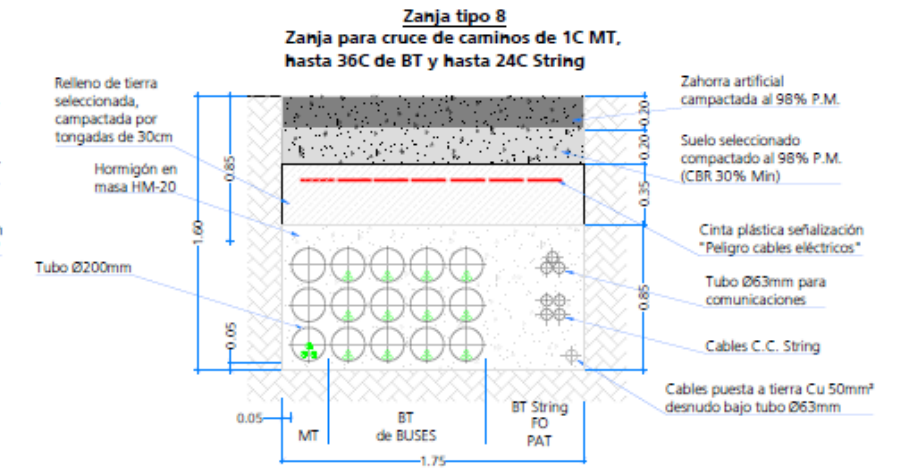 Zanja tipo 8
Zanja para cruce de caminos de 1C MT,
hasta 36C de BT y hasta 24C String
Relleno de tierra
seleccionada,
campactada por
tongadas de 30cm
Hormigón en
masa HM-20
Tubo Ø200mm
Zahorra artificial
campactada al 98% P.M.
Suelo seleccionado
compactado al 98% P.M.
(CBR 30% Min)
Cinta plástica señalización
"Peligro cables eléctricos"
Tubo Ø63mm para
comunicaciones
Cables C.C. String
Cables puesta a tierra Cu 50mm²
desnudo bajo tubo Ø63mm
1.60
0.85
0.05
0.20
0.20
0.35
0.85
0.05
MT
BT
de BUSES
BT String
FO
PAT
1.75